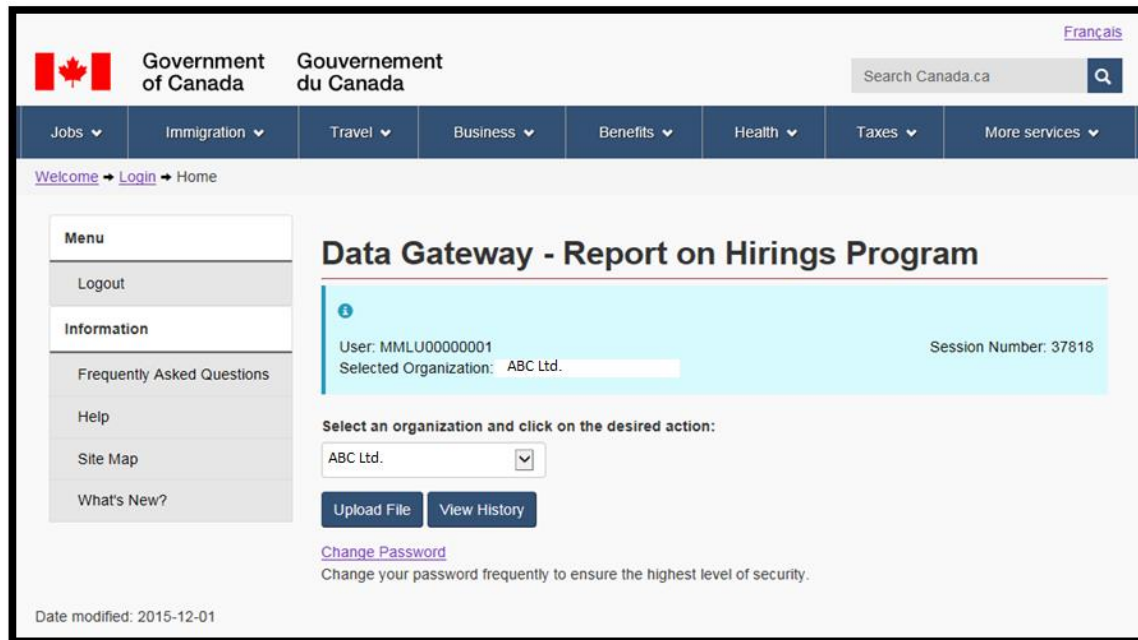 Français
Government of Canada
Gouvernement du Canada
Search Canada.ca
Jobs Immigration Travel Business Benefits Health Taxes More services
Welcome ➔ Login ➔ Home
Menu
Logout
Information
Frequently Asked Questions
Help
Site Map
What's New?
Data Gateway - Report on Hirings Program
User: MMLU00000001 Session Number: 37818
Selected Organization: ABC Ltd.
Select an organization and click on the desired action:
ABC Ltd.
Upload File View History
Change Password
Change your password frequently to ensure the highest level of security.
Date modified: 2015-12-01